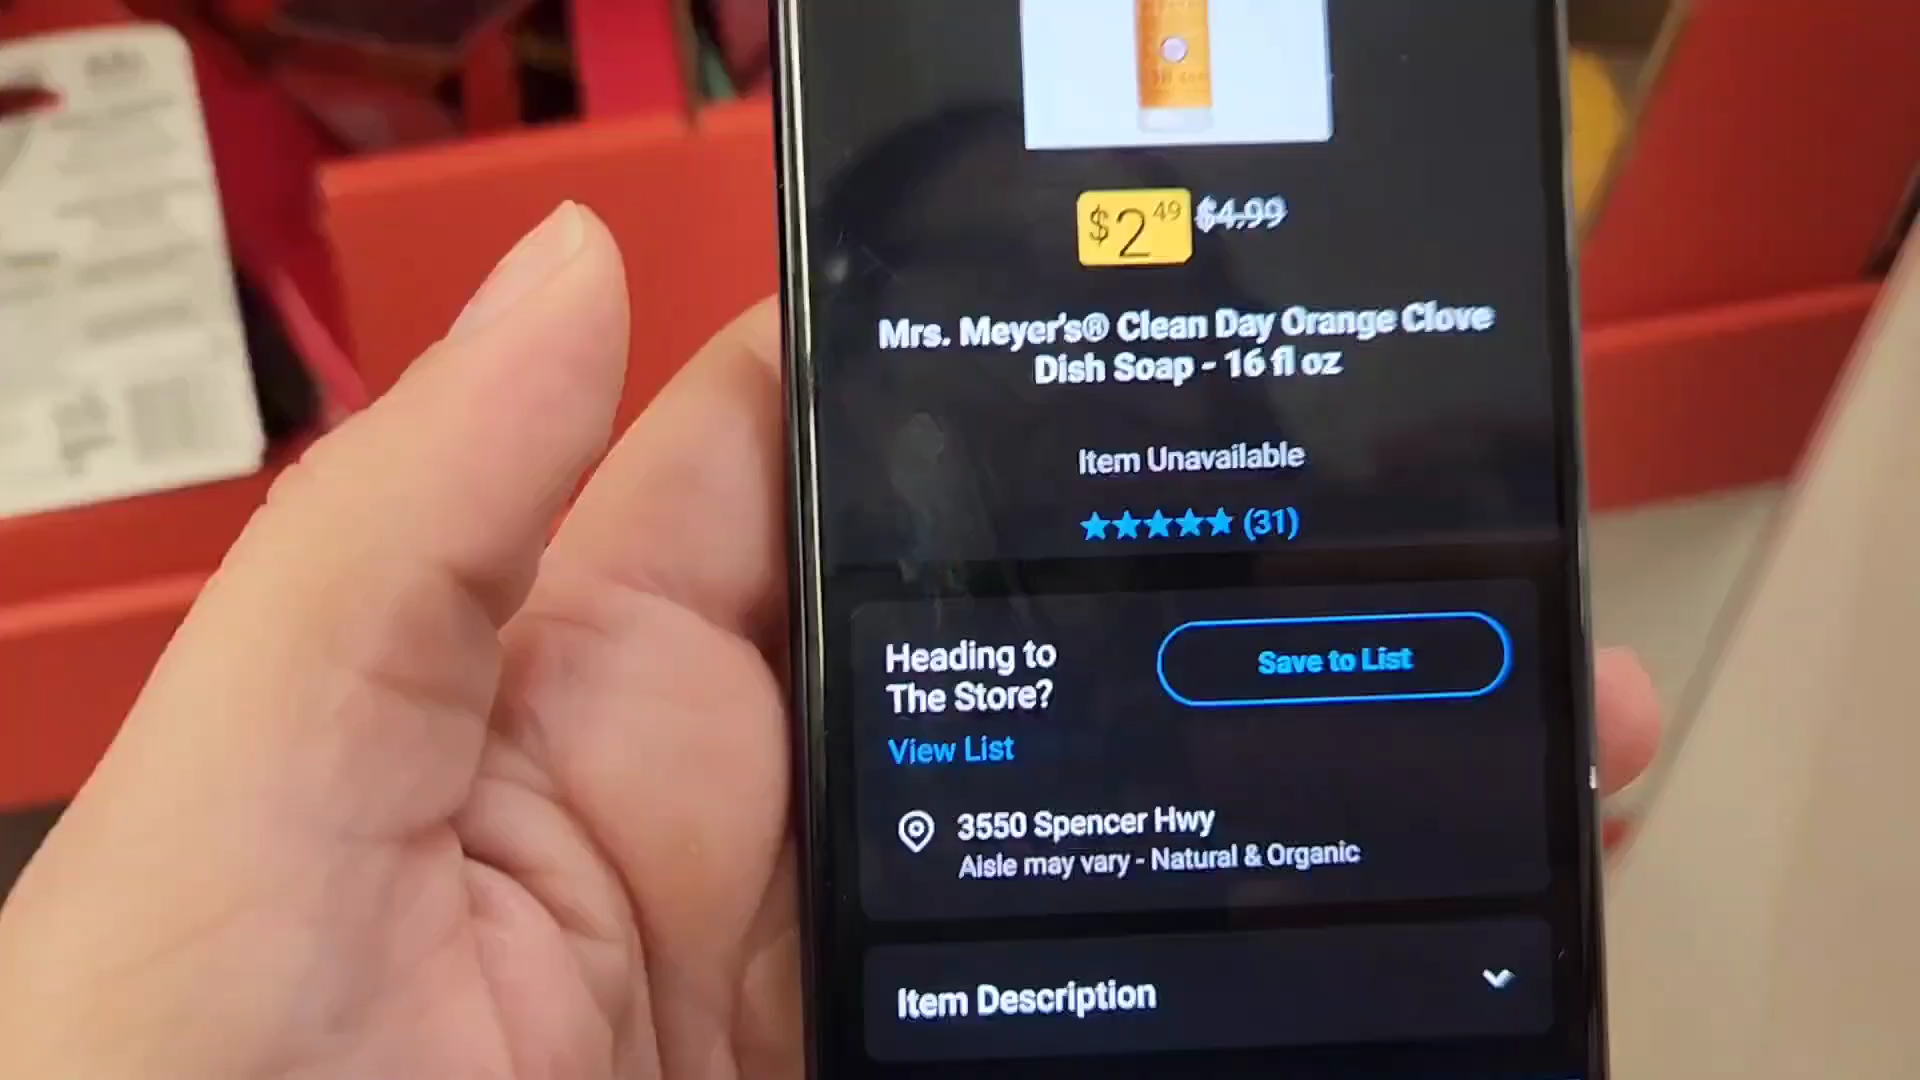 $2.49 $4.99
Mrs. Meyer's® Clean Day Orange Clove
Dish Soap - 16 fl oz
Item Unavailable
(31)
Heading to
The Store?
Save to List
View List
3550 Spencer Hwy
Aisle may vary - Natural & Organic
Item Description